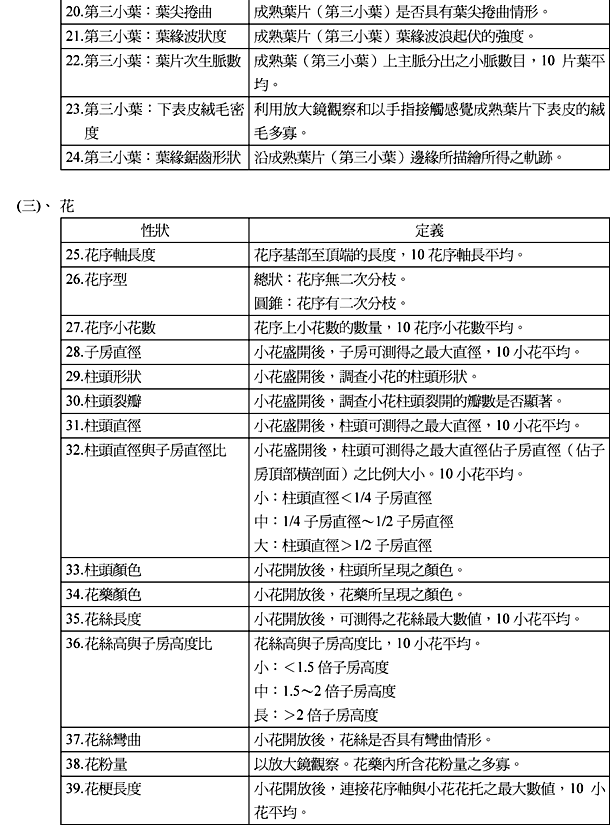 20.第三小葉：葉尖捲曲 成熟葉片（第三小葉）是否具有葉尖捲曲情形。
21.第三小葉：葉緣波狀度 成熟葉片（第三小葉）葉緣波浪起伏的強度。
22.第三小葉：葉片次生脈數 成熟葉（第三小葉）上主脈分出之小脈數目，10 片葉平
均。
23.第三小葉：下表皮絨毛密 利用放大鏡觀察和以手指接觸感覺成熟葉片下表皮的絨
度 毛多寡。
24.第三小葉：葉緣鋸齒形狀 沿成熟葉片（第三小葉）邊緣所描繪所得之軌跡。
(三)、 花
性狀 定義
25.花序軸長度 花序基部至頂端的長度，10 花序軸長平均。
26.花序型 總狀：花序無二次分枝。
圓錐：花序有二次分枝。
27.花序小花數 花序上小花數的數量，10 花序小花數平均。
28.子房直徑 小花盛開後，子房可測得之最大直徑，10 小花平均。
29.柱頭形狀 小花盛開後，調查小花的柱頭形狀。
30.柱頭裂瓣 小花盛開後，調查小花柱頭裂開的瓣數是否顯著。
31.柱頭直徑 小花盛開後，柱頭可測得之最大直徑，10 小花平均。
32.柱頭直徑與子房直徑比 小花盛開後，柱頭可測得之最大直徑佔子房直徑（佔子
房頂部橫剖面）之比例大小。10 小花平均。
小：柱頭直徑＜1/4 子房直徑
中：1/4 子房直徑～1/2 子房直徑
大：柱頭直徑＞1/2 子房直徑
33.柱頭顏色 小花開放後，柱頭所呈現之顏色。
34.花藥顏色 小花開放後，花藥所呈現之顏色。
35.花絲長度 小花開放後，可測得之花絲最大數值，10 小花平均。
36.花絲高與子房高度比 花絲高與子房高度比，10 小花平均。
小：＜1.5 倍子房高度
中：1.5～2 倍子房高度
長：＞2 倍子房高度
37.花絲彎曲 小花開放後，花絲是否具有彎曲情形。
38.花粉量 以放大鏡觀察。花藥內所含花粉量之多寡。
39.花梗長度 小花開放後，連接花序軸與小花花托之最大數值，10 小
花平均。